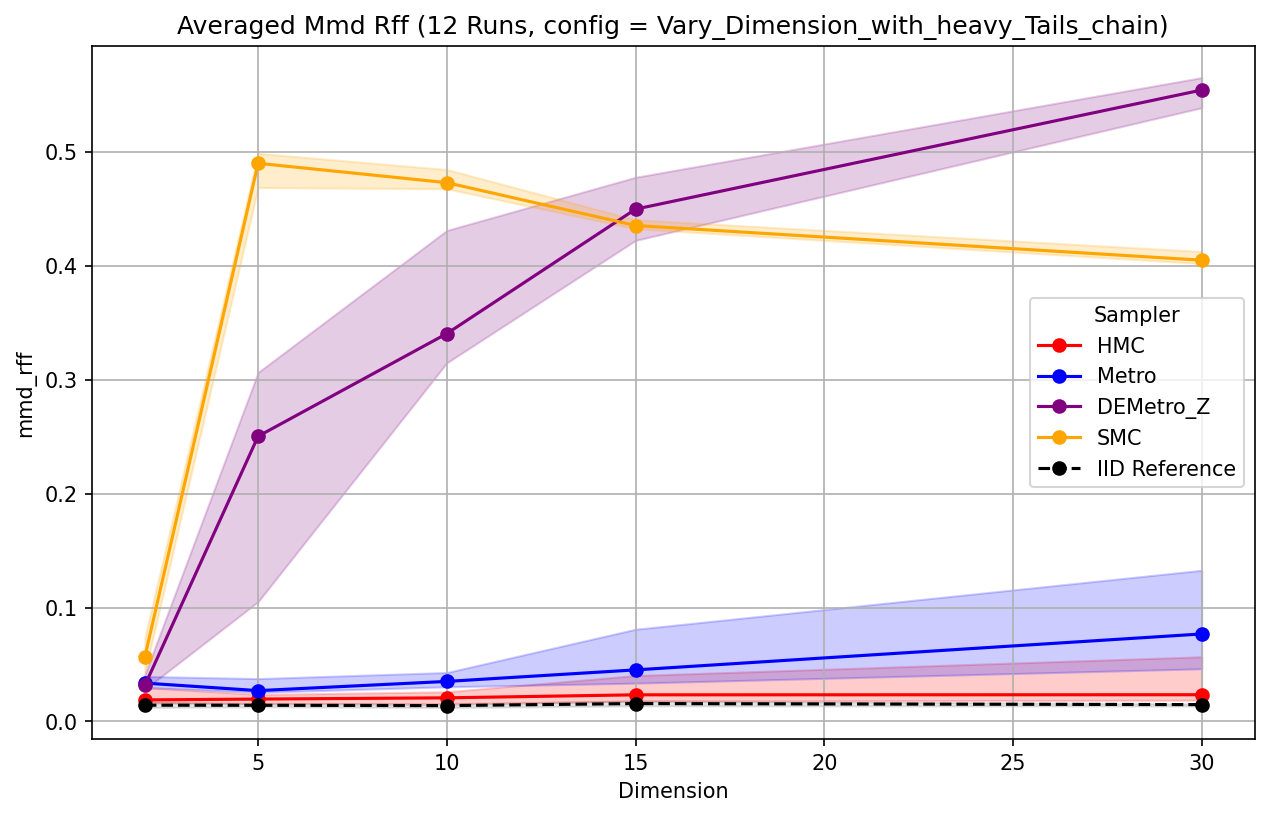 Averaged Mmd Rff (12 Runs, config = Vary_Dimension_with_heavy_Tails_chain)
mmd_rff
0.5
0.4
0.3
0.2
0.1
0.0
Sampler
HMC
Metro
DEMetro_Z
SMC
IID Reference
5
10
15
20
25
30
Dimension